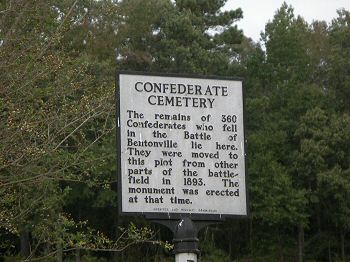 CONFEDERATE
CEMETERY
The remains of 360
Confederates who fell
in the Battle of
Bentonville lie here.
They were moved to
this plot from other
parts of the battle-
field in 1893. The
monument was erected
at that time.